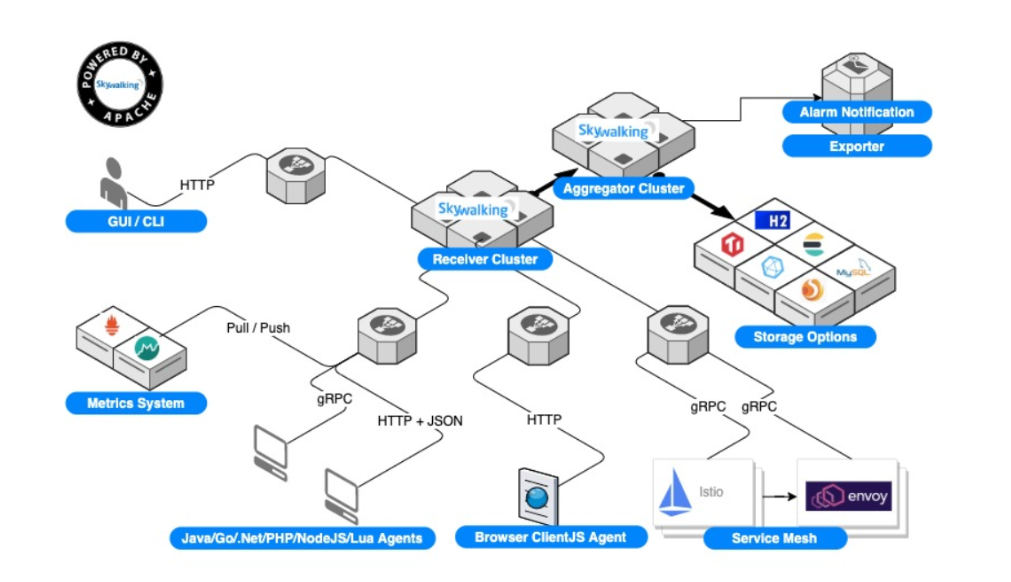 POWERED BY
Skywalking
APACHE
HTTP
GUI / CLI
Skywalking
Aggregator Cluster
Alarm Notification
Exporter
Skywalking
Receiver Cluster
H2
MySQL
Storage Options
Pull / Push
Metrics System
gRPC
HTTP + JSON
HTTP
gRPC
gRPC
Java/Go/.Net/PHP/NodeJS/Lua Agents
Browser ClientJS Agent
Istio
envoy
Service Mesh